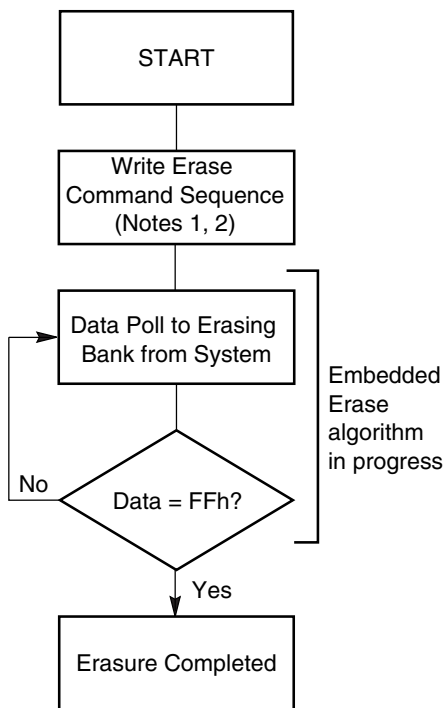 START
Write Erase
Command Sequence
(Notes 1, 2)
Data Poll to Erasing
Bank from System
Embedded
Erase
algorithm
in progress
No
Data = FFh?
Yes
Erasure Completed